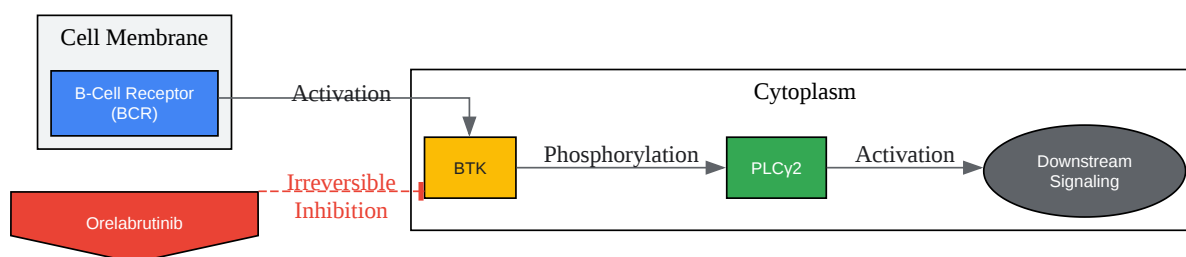 Cell Membrane
B-Cell Receptor
(BCR)
Activation
Cytoplasm
BTK
Phosphorylation
PLCγ2
Activation
Downstream
Signaling
Irreversible
Inhibition
Orelabrutinib